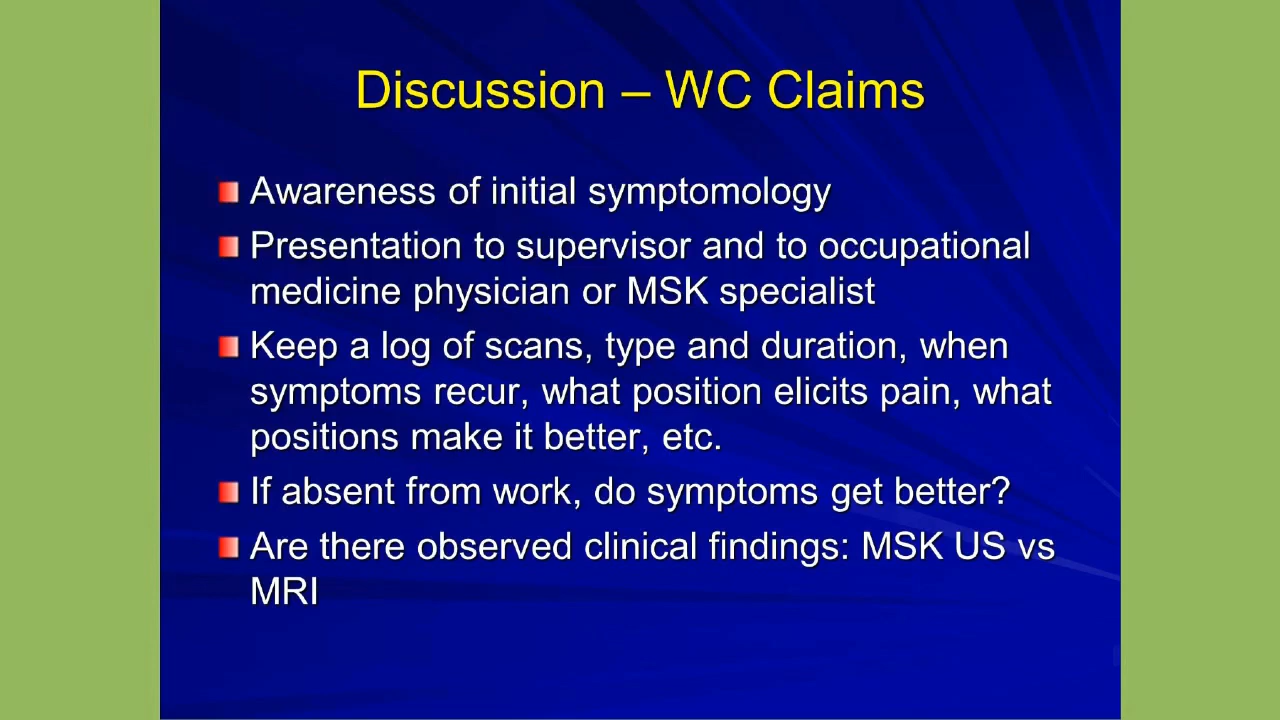 Discussion – WC Claims
Awareness of initial symptomology
Presentation to supervisor and to occupational
medicine physician or MSK specialist
Keep a log of scans, type and duration, when
symptoms recur, what position elicits pain, what
positions make it better, etc.
If absent from work, do symptoms get better?
Are there observed clinical findings: MSK US vs
MRI